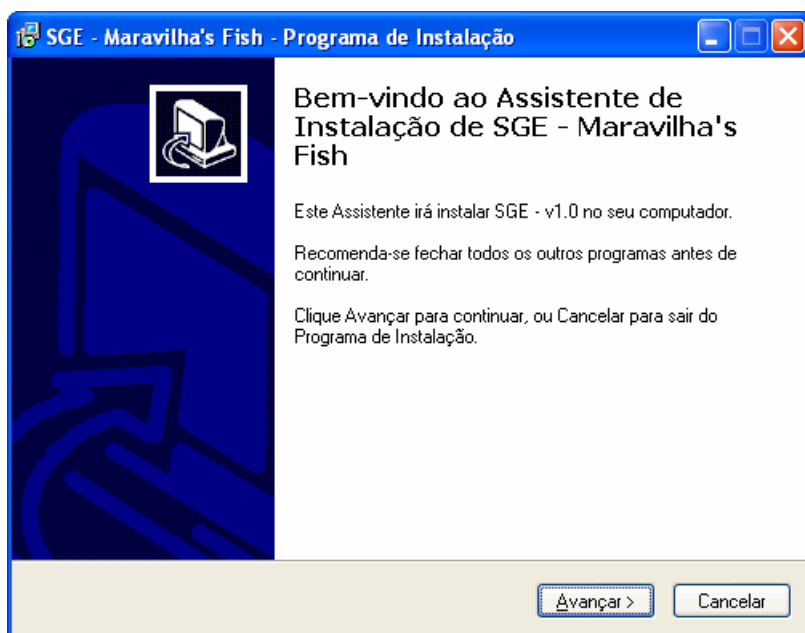 SGE - Maravilha's Fish - Programa de Instalação
Bem-vindo ao Assistente de
Instalação de SGE - Maravilha's
Fish
Este Assistente irá instalar SGE - v1.0 no seu computador.
Recomenda-se fechar todos os outros programas antes de
continuar.
Clique Avançar para continuar, ou Cancelar para sair do
Programa de Instalação.
Avançar >
Cancelar